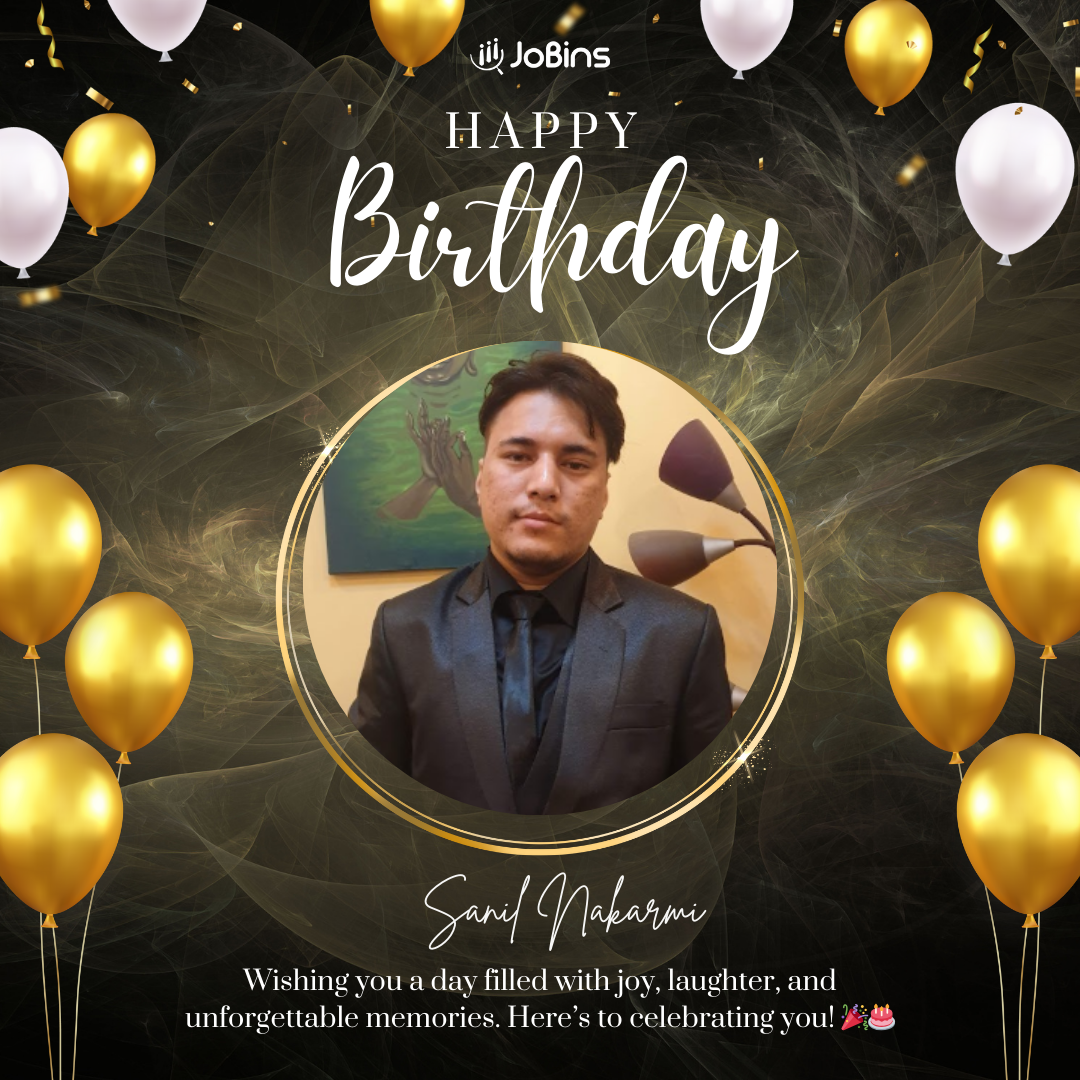 JoBins
HAPPY
Birthday
Sanil Nakarmi
Wishing you a day filled with joy, laughter, and
unforgettable memories. Here’s to celebrating you! 🎉🎂